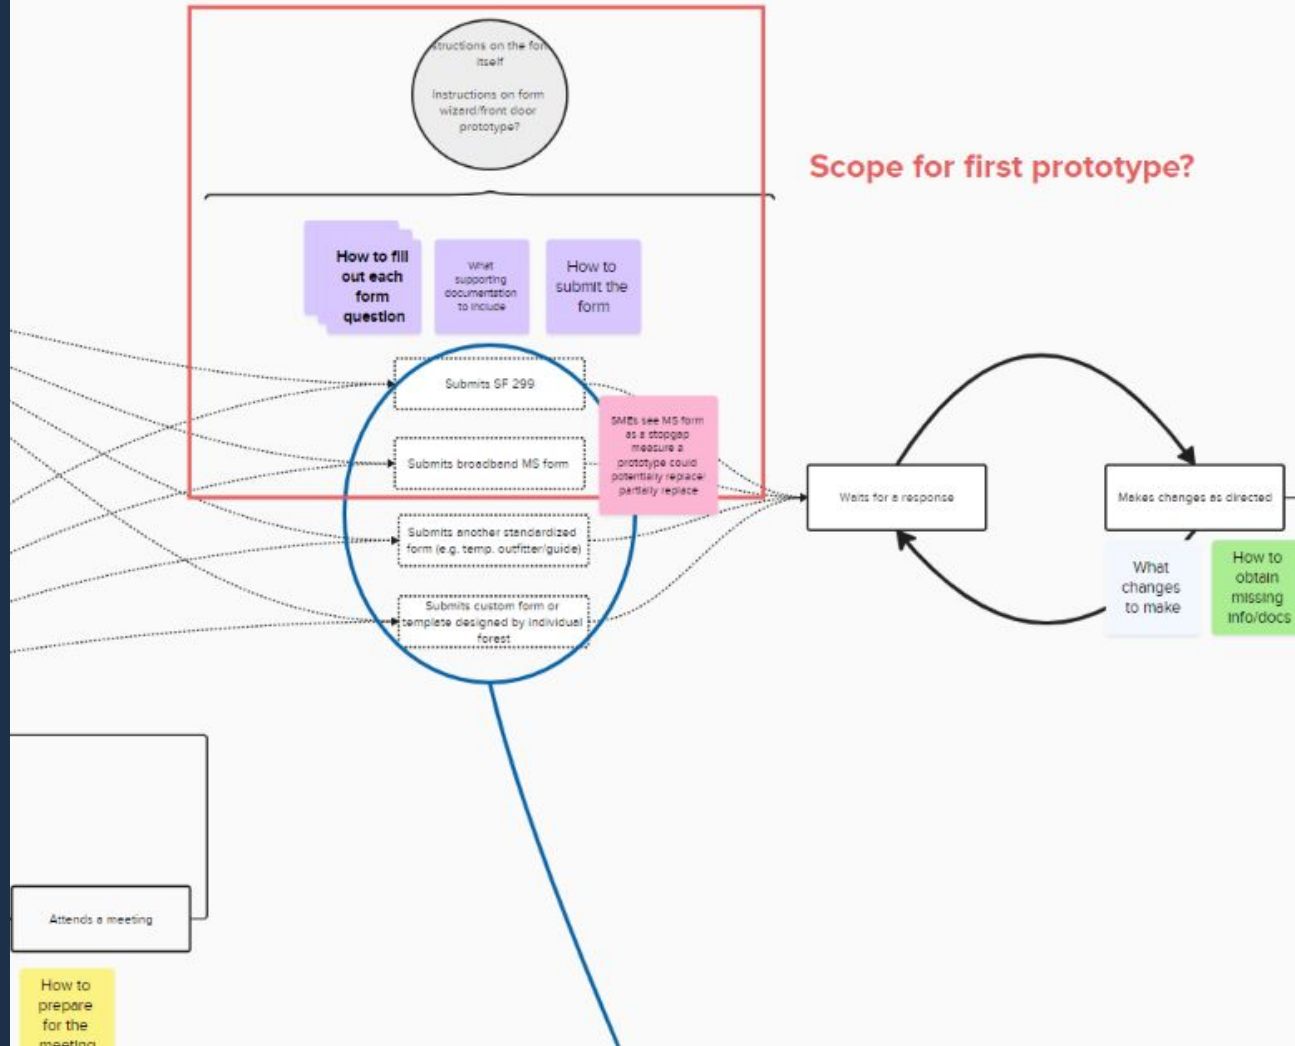 structions on the for
itself
Instructions on form
wizard/front door
prototype?
Scope for first prototype?
How to fill
out each
form
question
What
supporting
documentation
to include
How to
submit the
form
Submits SF 299
SMEs see MS form
as a stopgap
measure a
prototype could
potentially replace/
partially replace
Submits broadband MS form
Waits for a response
Makes changes as directed
Submits another standardized
form (e.g. temp. outfitter/guide)
What
changes
to make
How to
obtain
missing
info/docs
Submits custom form or
template designed by individual
forest
Attends a meeting
How to
prepare
for the
meeting